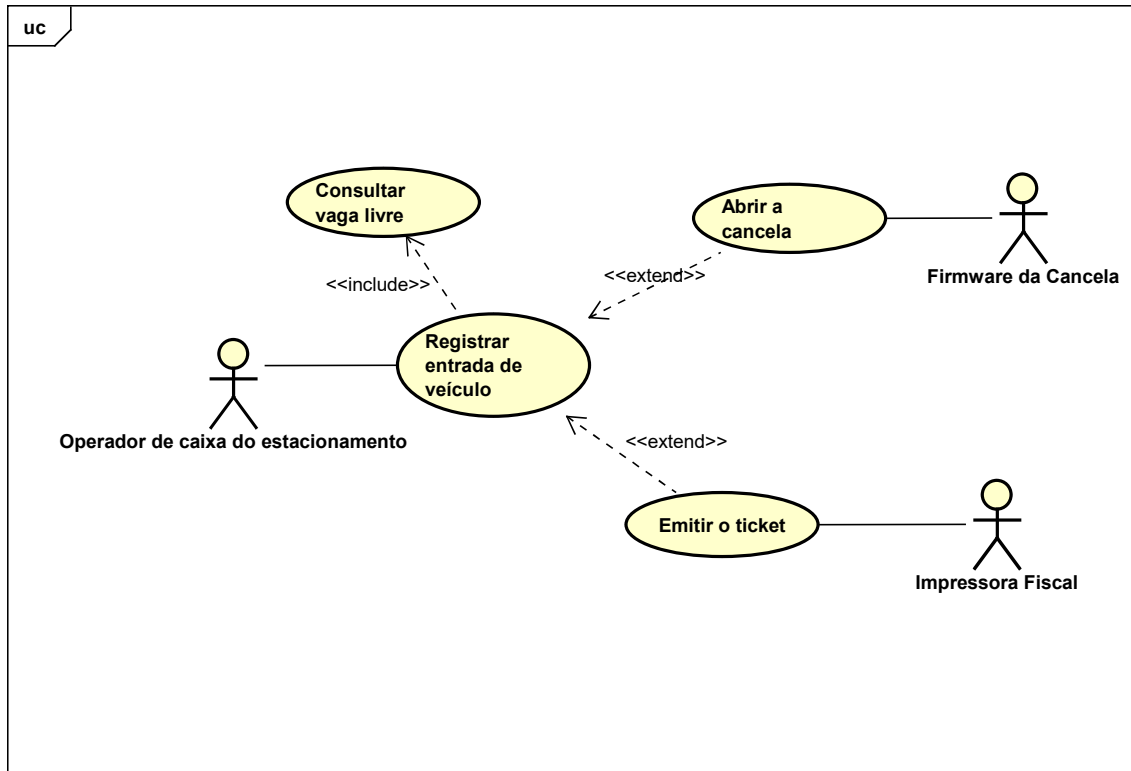 uc
Consultar
vaga livre
Abrir a
cancela
Firmware da Cancela
<<include>>
<<extend>>
Registrar
entrada de
veículo
Operador de caixa do estacionamento
<<extend>>
Emitir o ticket
Impressora Fiscal